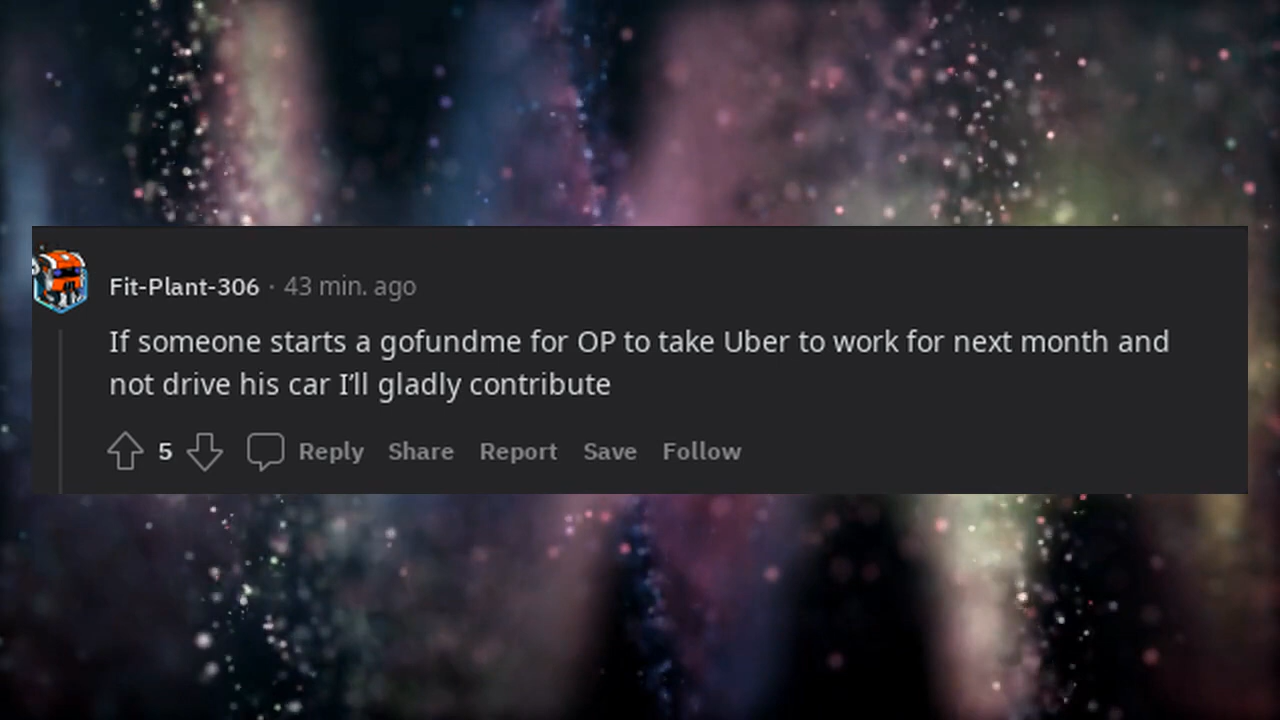 Fit-Plant-306 · 43 min. ago
If someone starts a gofundme for OP to take Uber to work for next month and
not drive his car I'll gladly contribute
5 Reply Share Report Save Follow